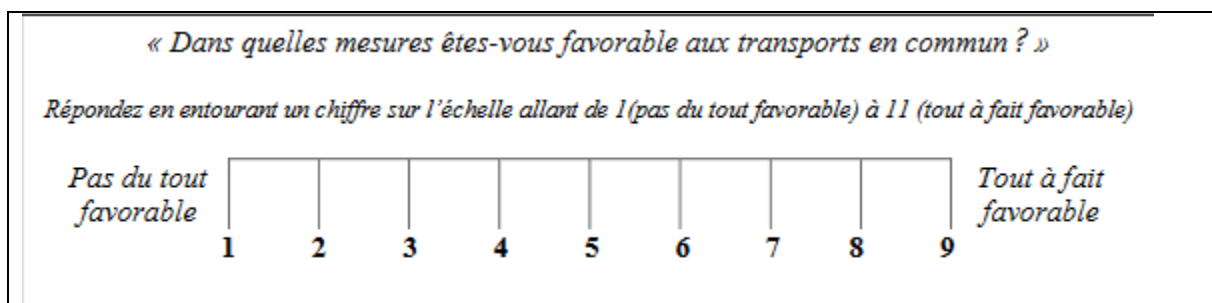 « Dans quelles mesures êtes-vous favorable aux transports en commun ? »
Répondez en entourant un chiffre sur l'échelle allant de 1(pas du tout favorable) à 11 (tout à fait favorable)
Pas du tout
favorable
Tout à fait
favorable
1 2 3 4 5 6 7 8 9